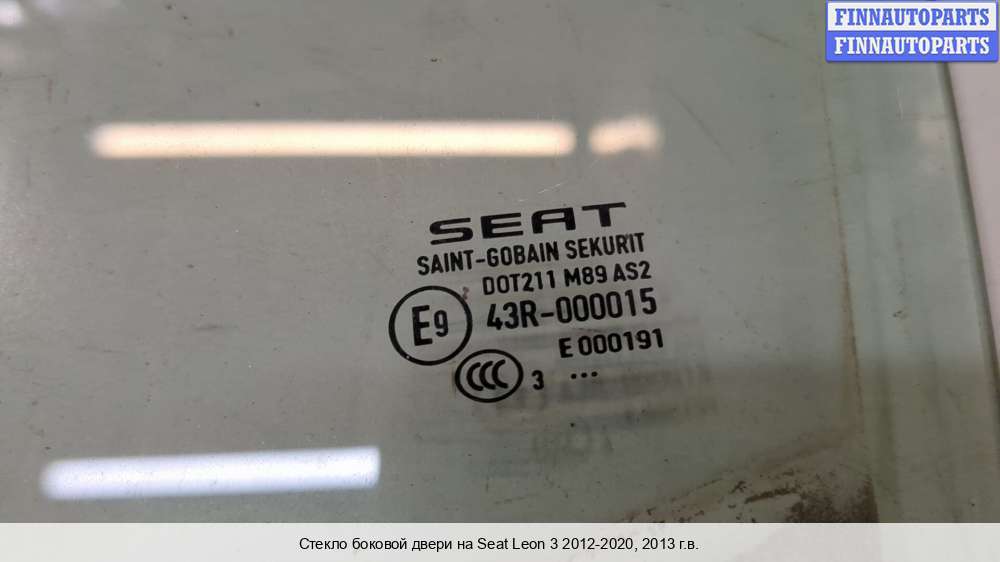 FINNAUTOPARTS
FINNAUTOPARTS
SEAT
SAINT-GOBAIN SEKURIT
DOT211 M89 AS2
E9 43R-000015
E 000191
CCC 3 ...
Стекло боковой двери на Seat Leon 3 2012-2020, 2013 г.в.